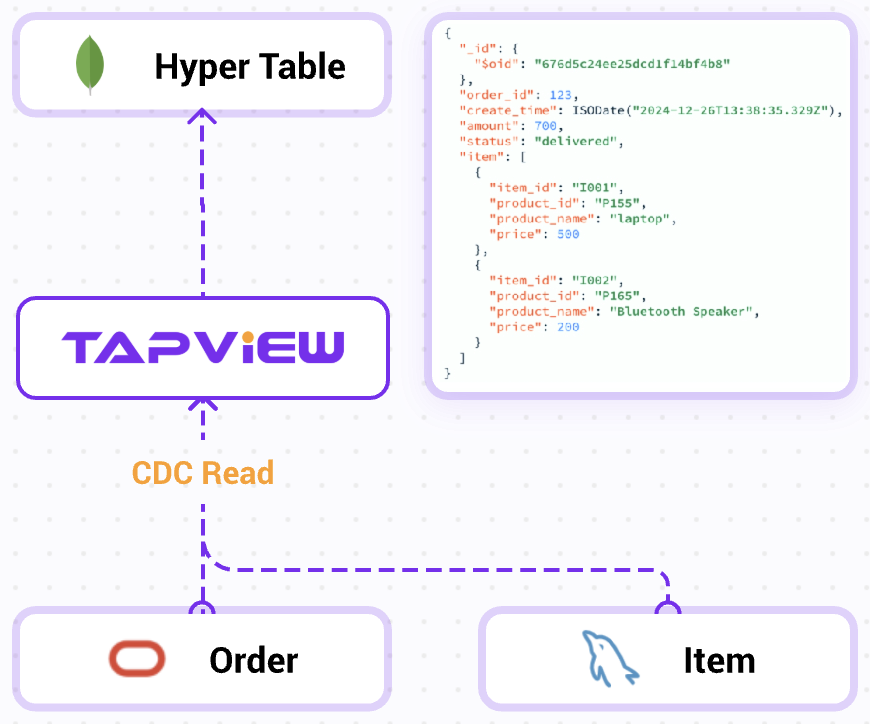 Hyper Table
{
"_id": {
"$oid": "676d5c24ee25dcd1f14bf4b8"
},
"order_id": 123,
"create_time": ISODate("2024-12-26T13:38:35.329Z"),
"amount": 700,
"status": "delivered",
"item": [
{
"item_id": "I001",
"product_id": "P155",
"product_name": "laptop",
"price": 500
},
{
"item_id": "I002",
"product_id": "P165",
"product_name": "Bluetooth Speaker",
"price": 200
}
]
}
TAPViEW
CDC Read
Order
Item